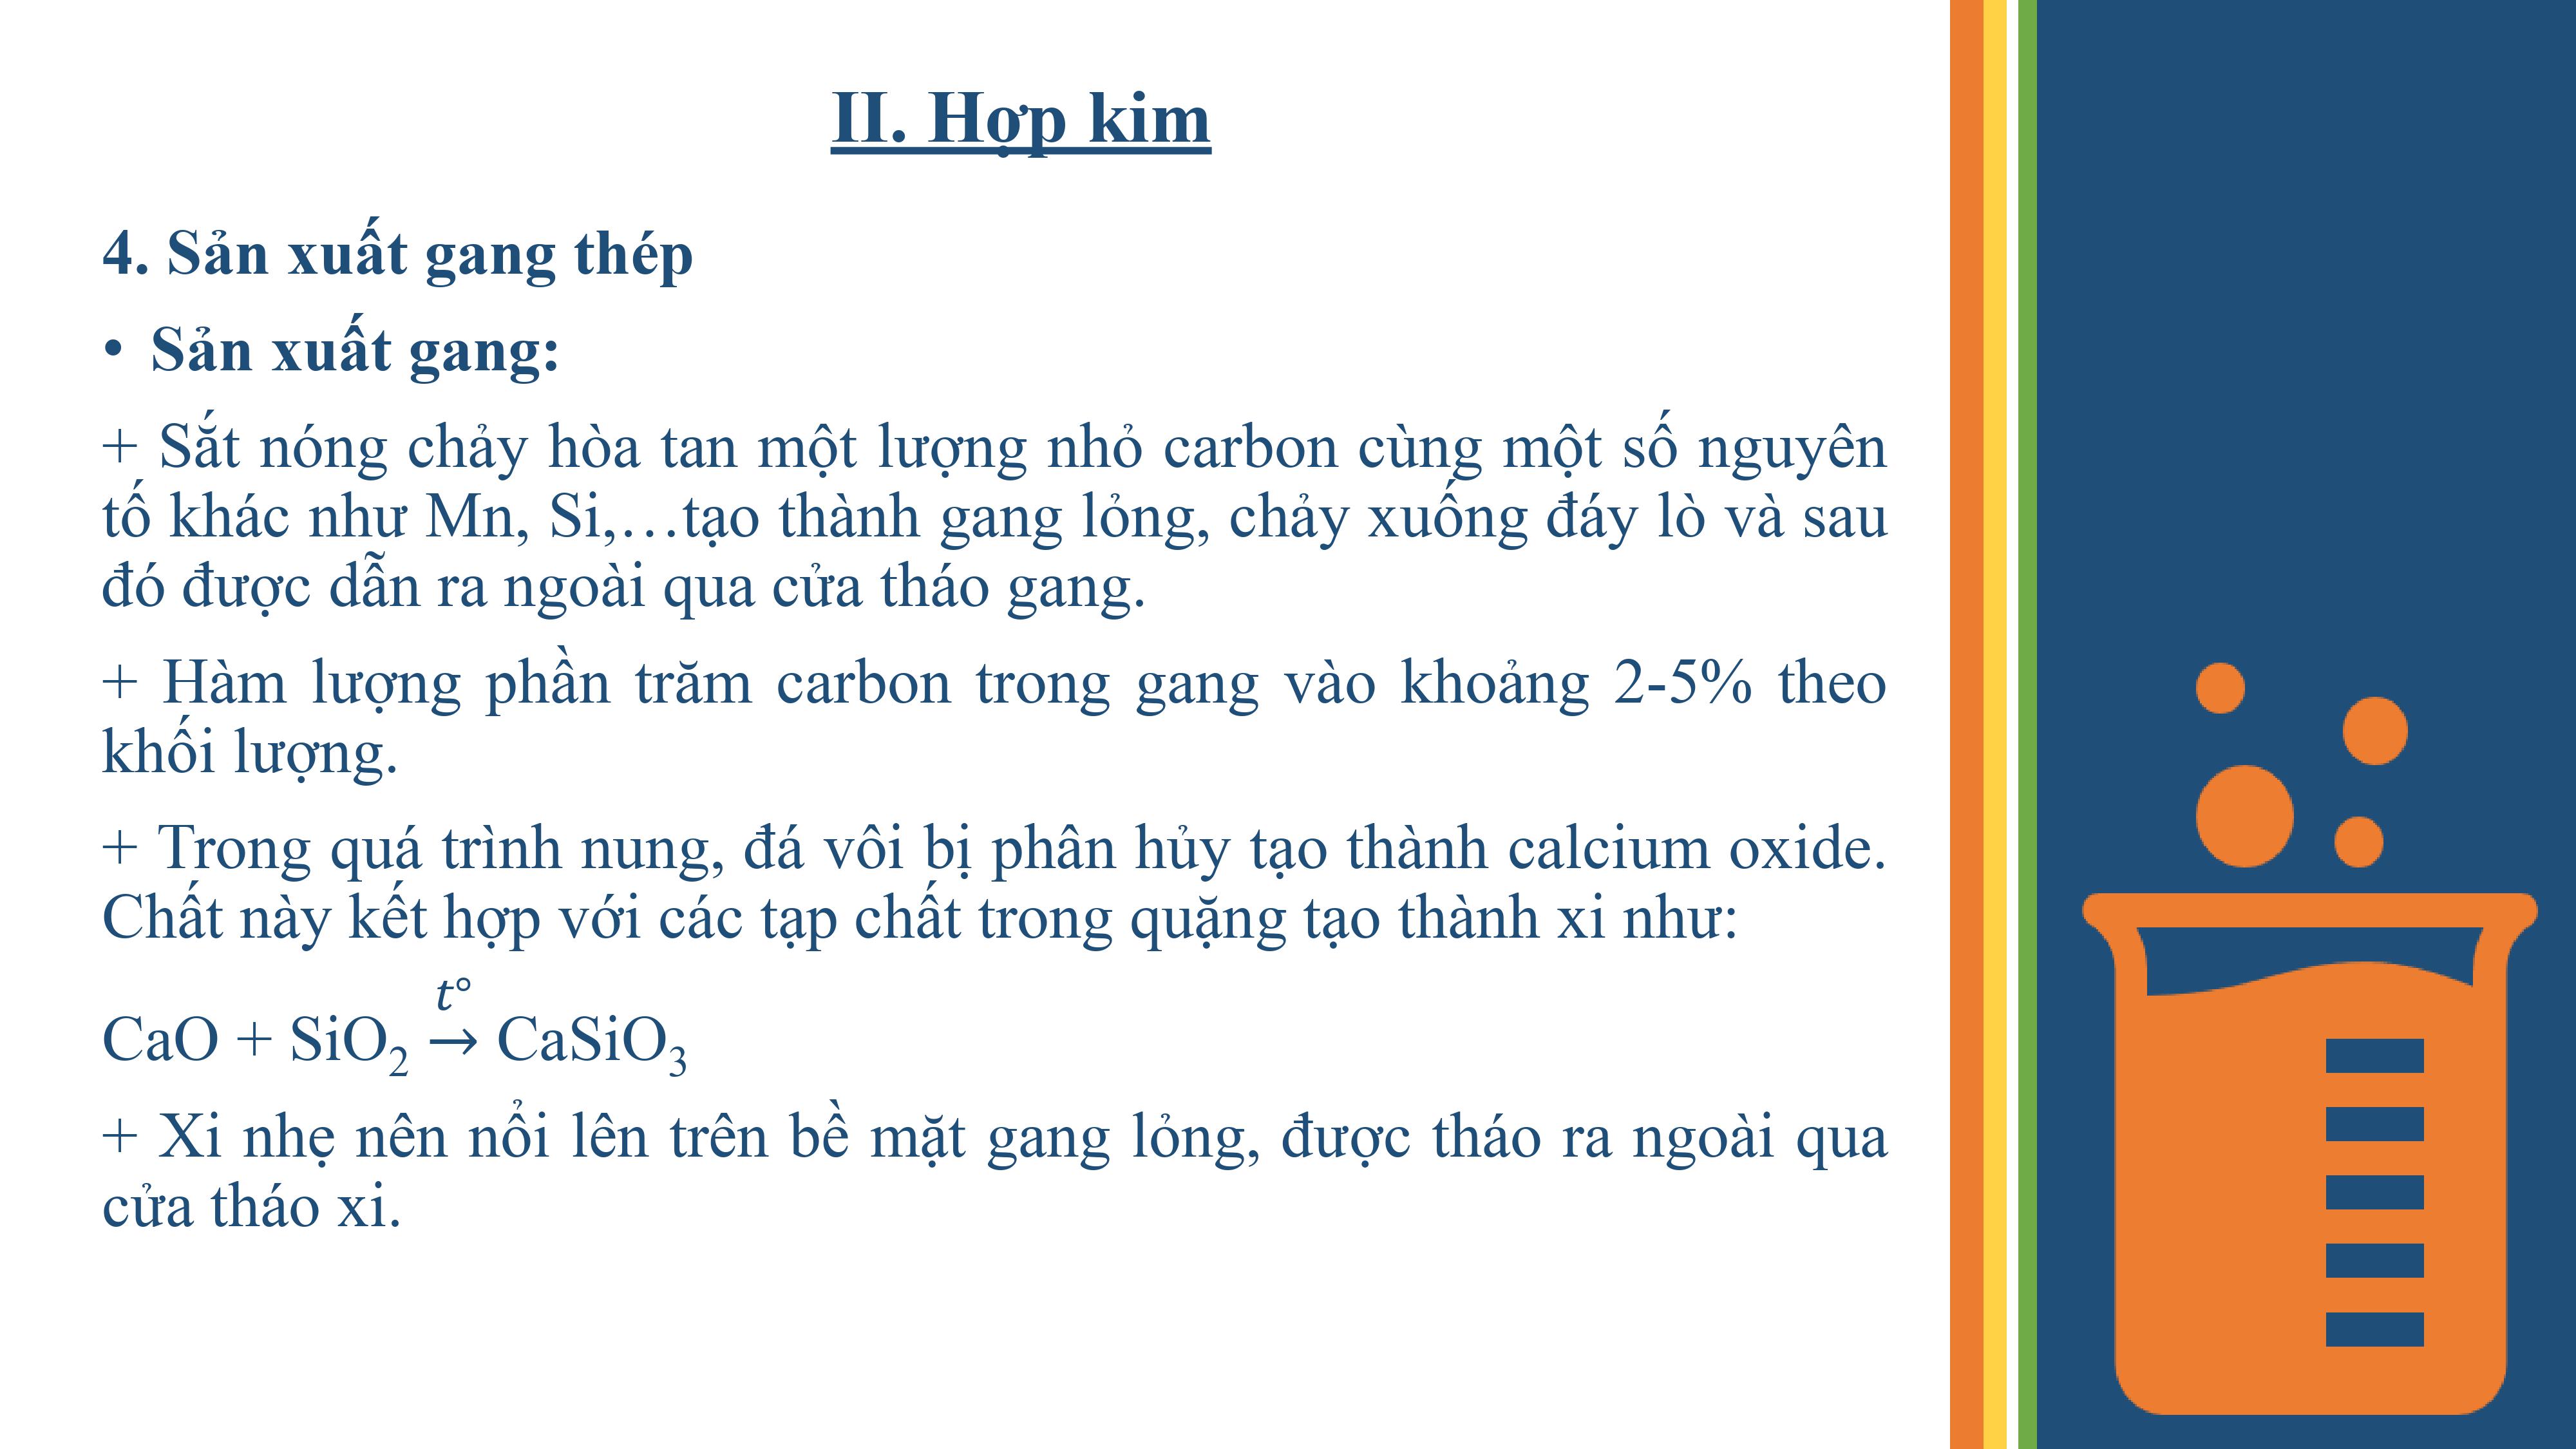 II. Hợp kim
4. Sản xuất gang thép
• Sản xuất gang:
+ Sắt nóng chảy hòa tan một lượng nhỏ carbon cùng một số nguyên
tố khác như Mn, Si,…tạo thành gang lỏng, chảy xuống đáy lò và sau
đó được dẫn ra ngoài qua cửa tháo gang.
+ Hàm lượng phần trăm carbon trong gang vào khoảng 2-5% theo
khối lượng.
+ Trong quá trình nung, đá vôi bị phân hủy tạo thành calcium oxide.
Chất này kết hợp với các tạp chất trong quặng tạo thành xi như:
CaO + SiO₂ →(t°) CaSiO₃
+ Xi nhẹ nên nổi lên trên bề mặt gang lỏng, được tháo ra ngoài qua
cửa tháo xi.